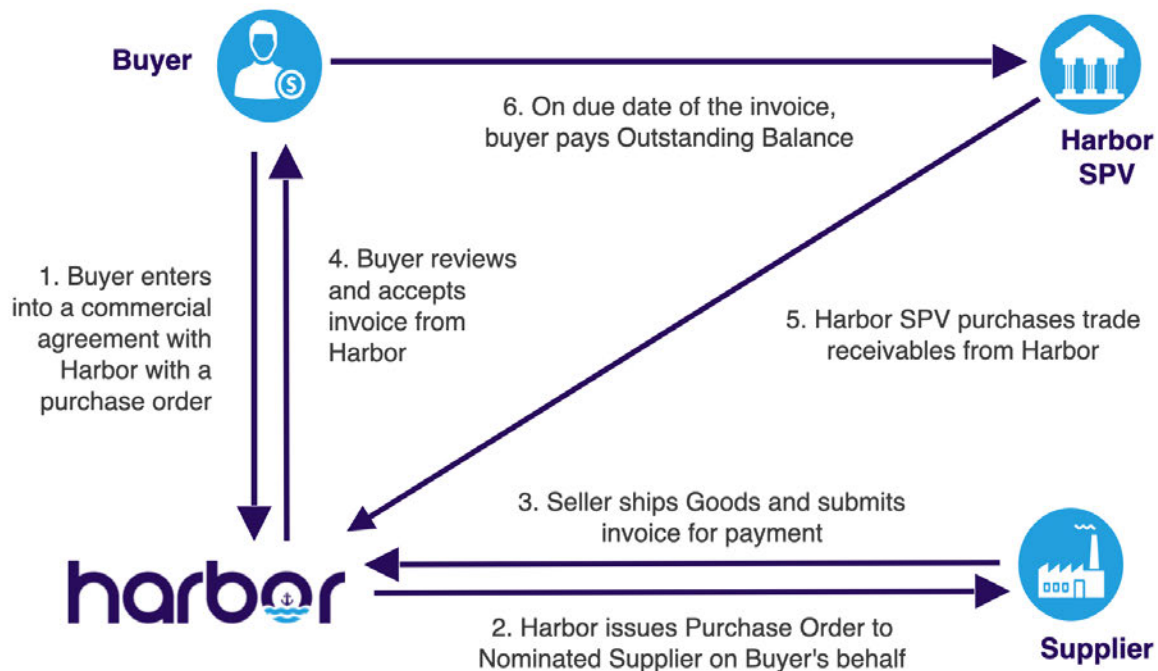 Buyer
$
6. On due date of the invoice,
buyer pays Outstanding Balance
Harbor
SPV
1. Buyer enters
into a commercial
agreement with
Harbor with a
purchase order
4. Buyer reviews
and accepts
invoice from
Harbor
5. Harbor SPV purchases trade
receivables from Harbor
3. Seller ships Goods and submits
invoice for payment
harbor
2. Harbor issues Purchase Order to
Nominated Supplier on Buyer's behalf
Supplier